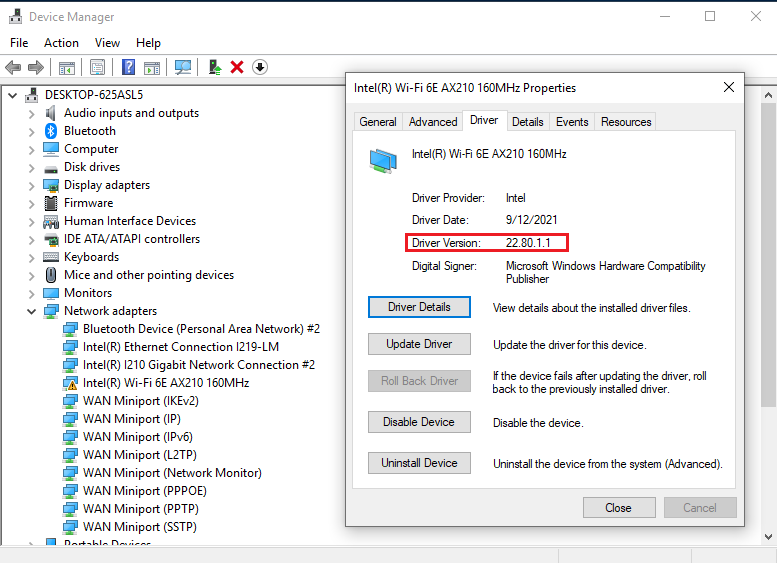 Device Manager
File Action View Help
DESKTOP-625ASL5
Audio inputs and outputs
Bluetooth
Computer
Disk drives
Display adapters
Firmware
Human Interface Devices
IDE ATA/ATAPI controllers
Keyboards
Mice and other pointing devices
Monitors
Network adapters
Bluetooth Device (Personal Area Network) #2
Intel(R) Ethernet Connection I219-LM
Intel(R) I210 Gigabit Network Connection #2
Intel(R) Wi-Fi 6E AX210 160MHz
WAN Miniport (IKEv2)
WAN Miniport (IP)
WAN Miniport (IPv6)
WAN Miniport (L2TP)
WAN Miniport (Network Monitor)
WAN Miniport (PPPOE)
WAN Miniport (PPTP)
WAN Miniport (SSTP)
Portable Devices
Intel(R) Wi-Fi 6E AX210 160MHz Properties
General Advanced Driver Details Events Resources
Intel(R) Wi-Fi 6E AX210 160MHz
Driver Provider: Intel
Driver Date: 9/12/2021
Driver Version: 22.80.1.1
Digital Signer: Microsoft Windows Hardware Compatibility
Publisher
Driver Details View details about the installed driver files.
Update Driver Update the driver for this device.
Roll Back Driver If the device fails after updating the driver, roll
back to the previously installed driver.
Disable Device Disable the device.
Uninstall Device Uninstall the device from the system (Advanced).
Close Cancel